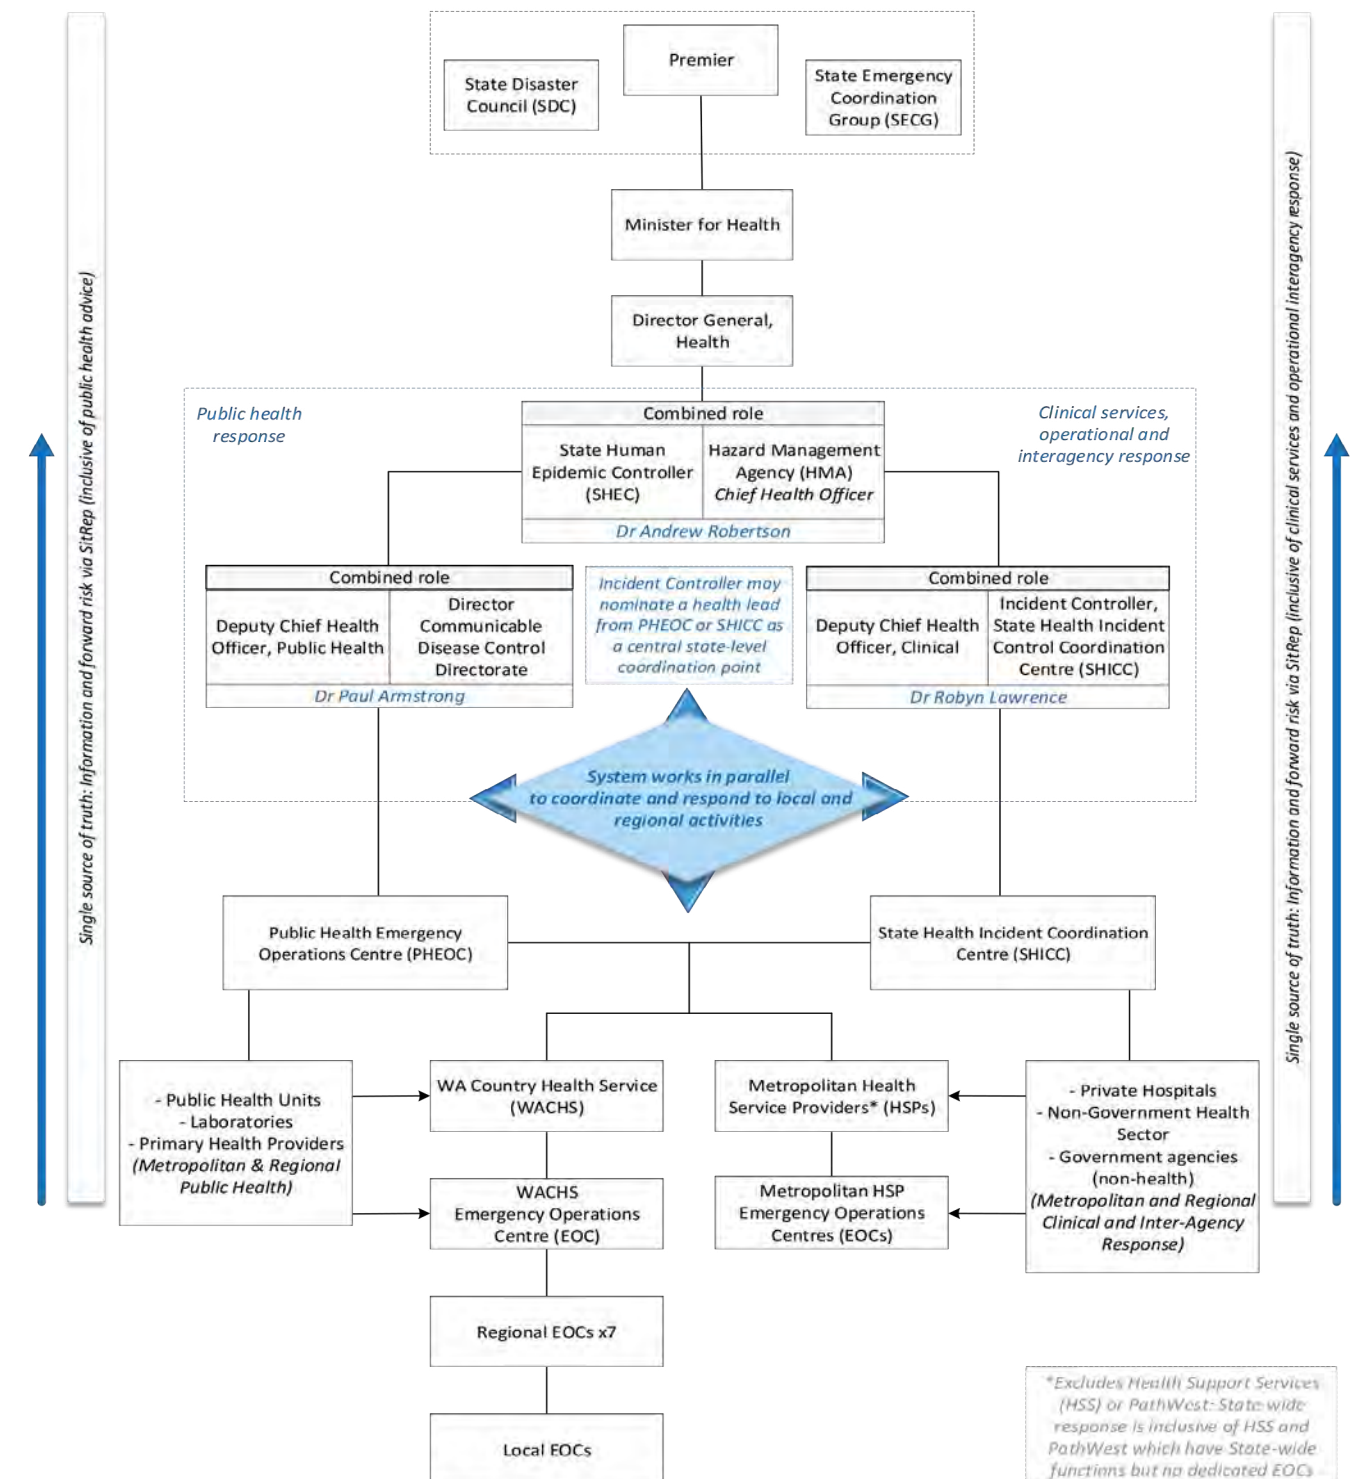 Premier
State Disaster
Council (SDC)
State Emergency
Coordination
Group (SECG)
Minister for Health
Director General,
Health
Public health
response
Clinical services,
operational and
interagency response
Combined role
State Human
Epidemic Controller
(SHEC)
Hazard Management
Agency (HMA)
Chief Health Officer
Dr Andrew Robertson
Combined role
Deputy Chief Health
Officer, Public Health
Director
Communicable
Disease Control
Directorate
Dr Paul Armstrong
Incident Controller may
nominate a health lead
from PHEOC or SHICC as
a central state-level
coordination point
Combined role
Deputy Chief Health
Officer, Clinical
Incident Controller,
State Health Incident
Control Coordination
Centre (SHICC)
Dr Robyn Lawrence
System works in parallel
to coordinate and respond to local and
regional activities
Public Health Emergency
Operations Centre (PHEOC)
State Health Incident Coordination
Centre (SHICC)
- Public Health Units
- Laboratories
- Primary Health Providers
(Metropolitan & Regional
Public Health)
WA Country Health Service
(WACHS)
Metropolitan Health
Service Providers* (HSPs)
- Private Hospitals
- Non-Government Health
Sector
- Government agencies
(non-health)
(Metropolitan and Regional
Clinical and Inter-Agency
Response)
WACHS
Emergency Operations
Centre (EOC)
Metropolitan HSP
Emergency Operations
Centres (EOCs)
Regional EOCs x7
Local EOCs
*Excludes Health Support Services
(HSS) or PathWest: State wide
response is inclusive of HSS and
PathWest which have State-wide
functions but no dedicated EOCs
Single source of truth: Information and forward risk via SitRep (inclusive of public health advice)
Single source of truth: Information and forward risk via SitRep (inclusive of clinical services and operational interagency response)